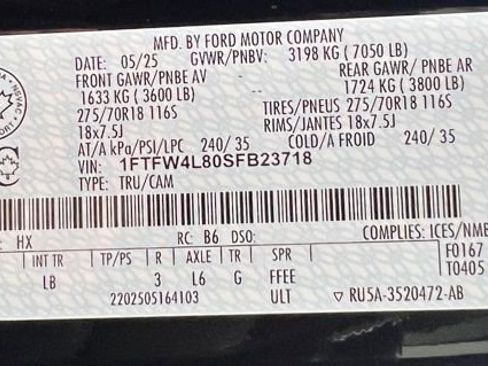 MFD. BY FORD MOTOR COMPANY
DATE: 05/25 GVWR/PNBV: 3198 KG ( 7050 LB)
FRONT GAWR/PNBE AV REAR GAWR/ PNBE AR
1633 KG ( 3600 LB) 1724 KG ( 3800 LB)
275/70R18 116S TIRES/PNEUS 275/70R18 116S
18x7.5J RIMS/JANTES 18x7.5J
AT/A kPa/PSI/LPC 240/ 35 COLD/A FROID 240/ 35
VIN: 1FTFW4L80SFB23718
TYPE: TRU/CAM
HX RC: B6 DSO: COMPLIES: ICES/NMB
INT TR TP/PS R AXLE TR SPR F0167
LB 3 L6 G FFEE T0405
2202505164103 ULT ▽ RU5A-3520472-AB